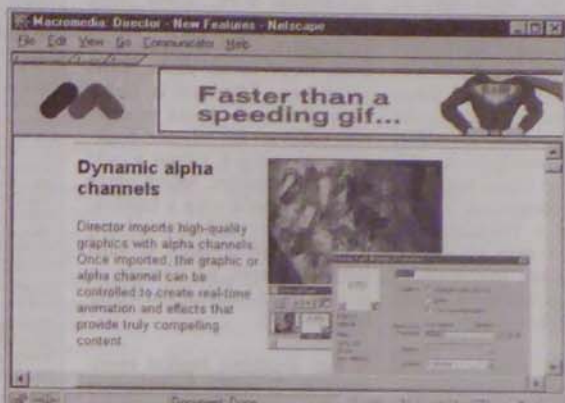 Macromedia: Director - New Features - Netscape
File Edit View Go Communicator Help
Faster than a
speeding gif...
Dynamic alpha
channels
Director imports high-quality
graphics with alpha channels.
Once imported, the graphic or
alpha channel can be
controlled to create real-time
animation and effects that
provide truly compelling
content
Document: Done